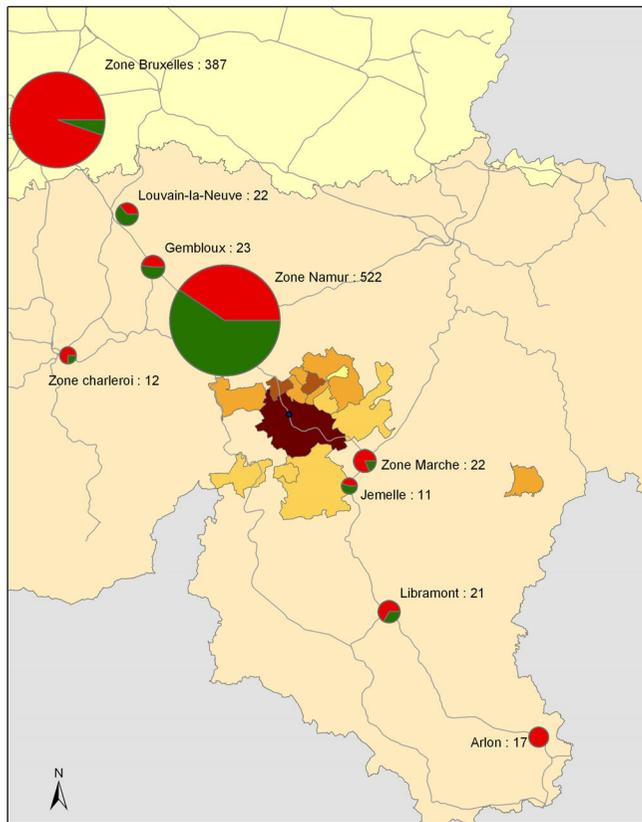 Zone Bruxelles : 387
Louvain-la-Neuve : 22
Gembloux : 23
Zone Namur : 522
Zone charleroi : 12
Zone Marche : 22
Jemelle : 11
Libramont : 21
Arlon : 17
N